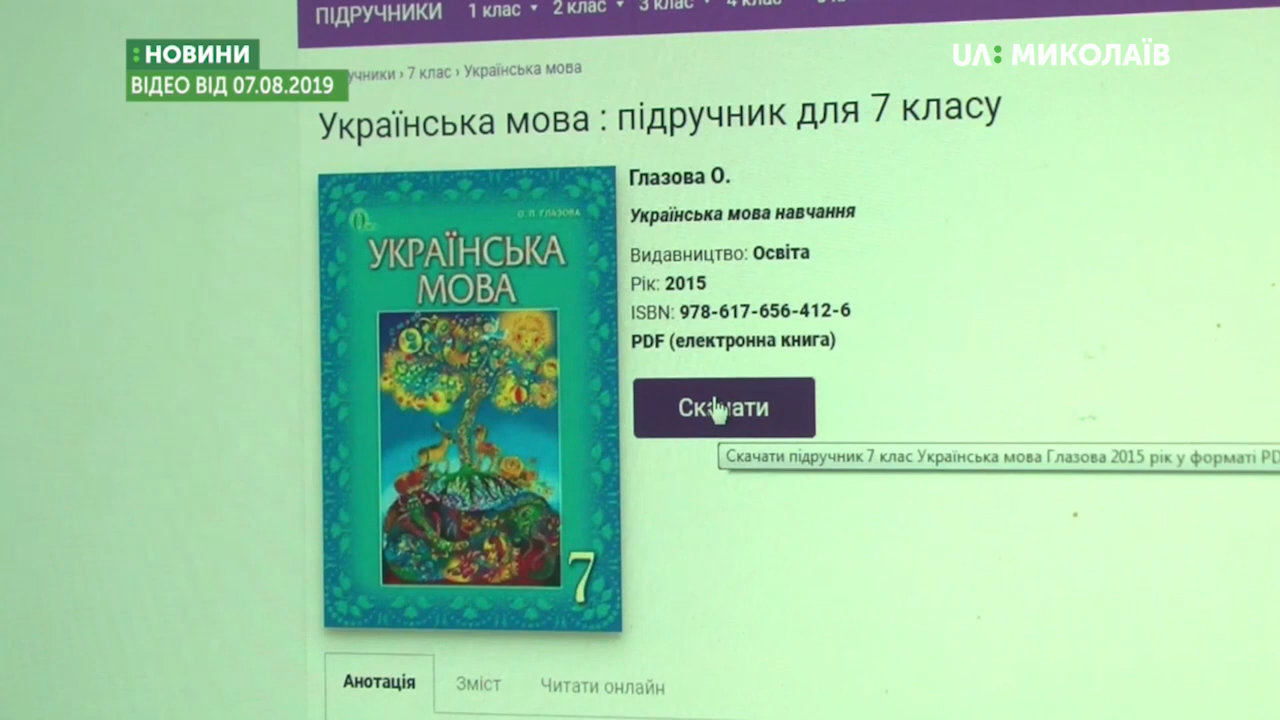 ПІДРУЧНИКИ 1 клас 2 клас 3 клас 4 клас
: НОВИНИ
ВІДЕО ВІД 07.08.2019
UA: МИКОЛАЇВ
› 7 клас › Українська мова
Українська мова : підручник для 7 класу
Глазова О.
Українська мова навчання
Видавництво: Освіта
Рік: 2015
ISBN: 978-617-656-412-6
PDF (електронна книга)
О. П. ГЛАЗОВА
УКРАЇНСЬКА
МОВА
7
Скачати
Скачати підручник 7 клас Українська мова Глазова 2015 рік у форматі PD
Анотація Зміст Читати онлайн